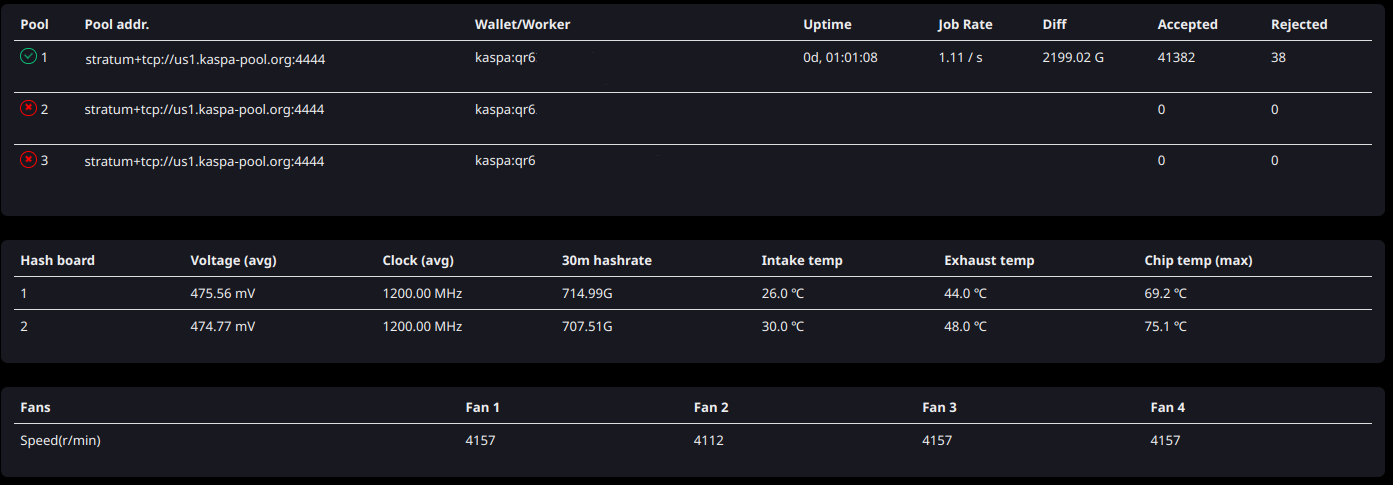 Pool Pool addr. Wallet/Worker Uptime Job Rate Diff Accepted Rejected
1 stratum+tcp://us1.kaspa-pool.org:4444 kaspa:qr6 0d, 01:01:08 1.11 / s 2199.02 G 41382 38
2 stratum+tcp://us1.kaspa-pool.org:4444 kaspa:qr6 0 0
3 stratum+tcp://us1.kaspa-pool.org:4444 kaspa:qr6 0 0
Hash board Voltage (avg) Clock (avg) 30m hashrate Intake temp Exhaust temp Chip temp (max)
1 475.56 mV 1200.00 MHz 714.99G 26.0 ℃ 44.0 ℃ 69.2 ℃
2 474.77 mV 1200.00 MHz 707.51G 30.0 ℃ 48.0 ℃ 75.1 ℃
Fans Fan 1 Fan 2 Fan 3 Fan 4
Speed(r/min) 4157 4112 4157 4157